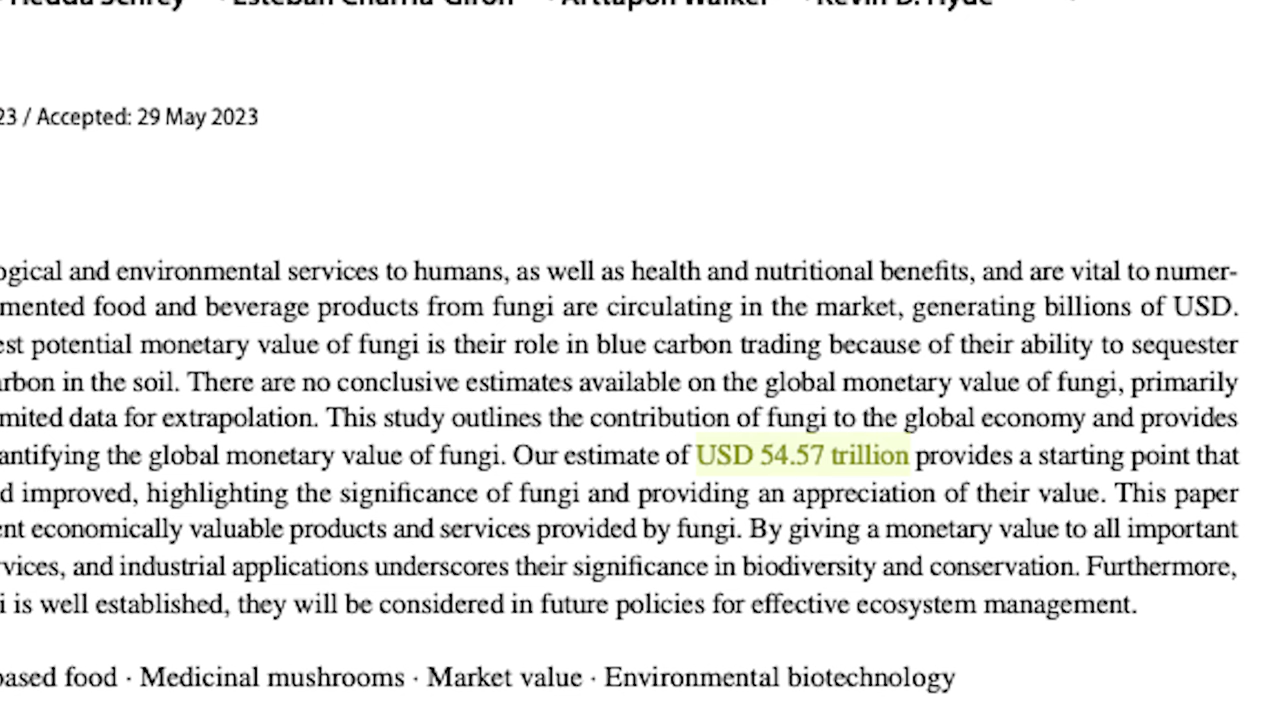 Hedda Schrey · Esteban Charria-Girón · Arttapon Walker · Kevin D. Hyde
23 / Accepted: 29 May 2023
ogical and environmental services to humans, as well as health and nutritional benefits, and are vital to numer-
mented food and beverage products from fungi are circulating in the market, generating billions of USD.
est potential monetary value of fungi is their role in blue carbon trading because of their ability to sequester
arbon in the soil. There are no conclusive estimates available on the global monetary value of fungi, primarily
mited data for extrapolation. This study outlines the contribution of fungi to the global economy and provides
antifying the global monetary value of fungi. Our estimate of USD 54.57 trillion provides a starting point that
d improved, highlighting the significance of fungi and providing an appreciation of their value. This paper
ent economically valuable products and services provided by fungi. By giving a monetary value to all important
rvices, and industrial applications underscores their significance in biodiversity and conservation. Furthermore,
i is well established, they will be considered in future policies for effective ecosystem management.
based food · Medicinal mushrooms · Market value · Environmental biotechnology